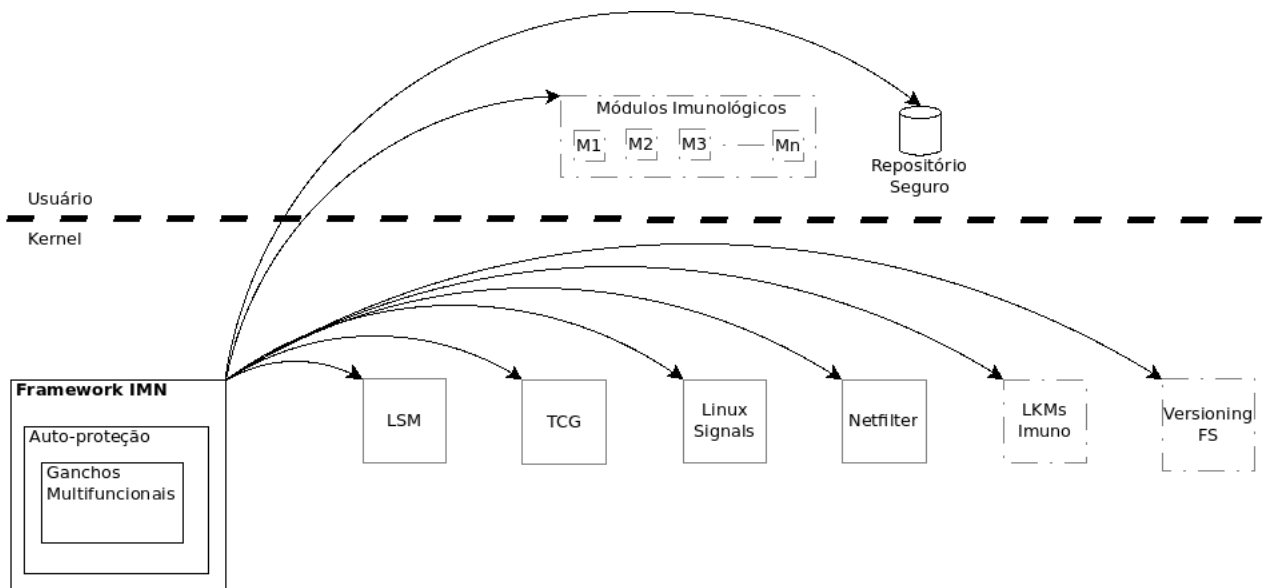 Módulos Imunológicos
M1 M2 M3 Mn
Repositório
Seguro
Usuário
Kernel
Framework IMN
Auto-proteção
Ganchos
Multifuncionais
LSM
TCG
Linux
Signals
Netfilter
LKMs
Imuno
Versioning
FS